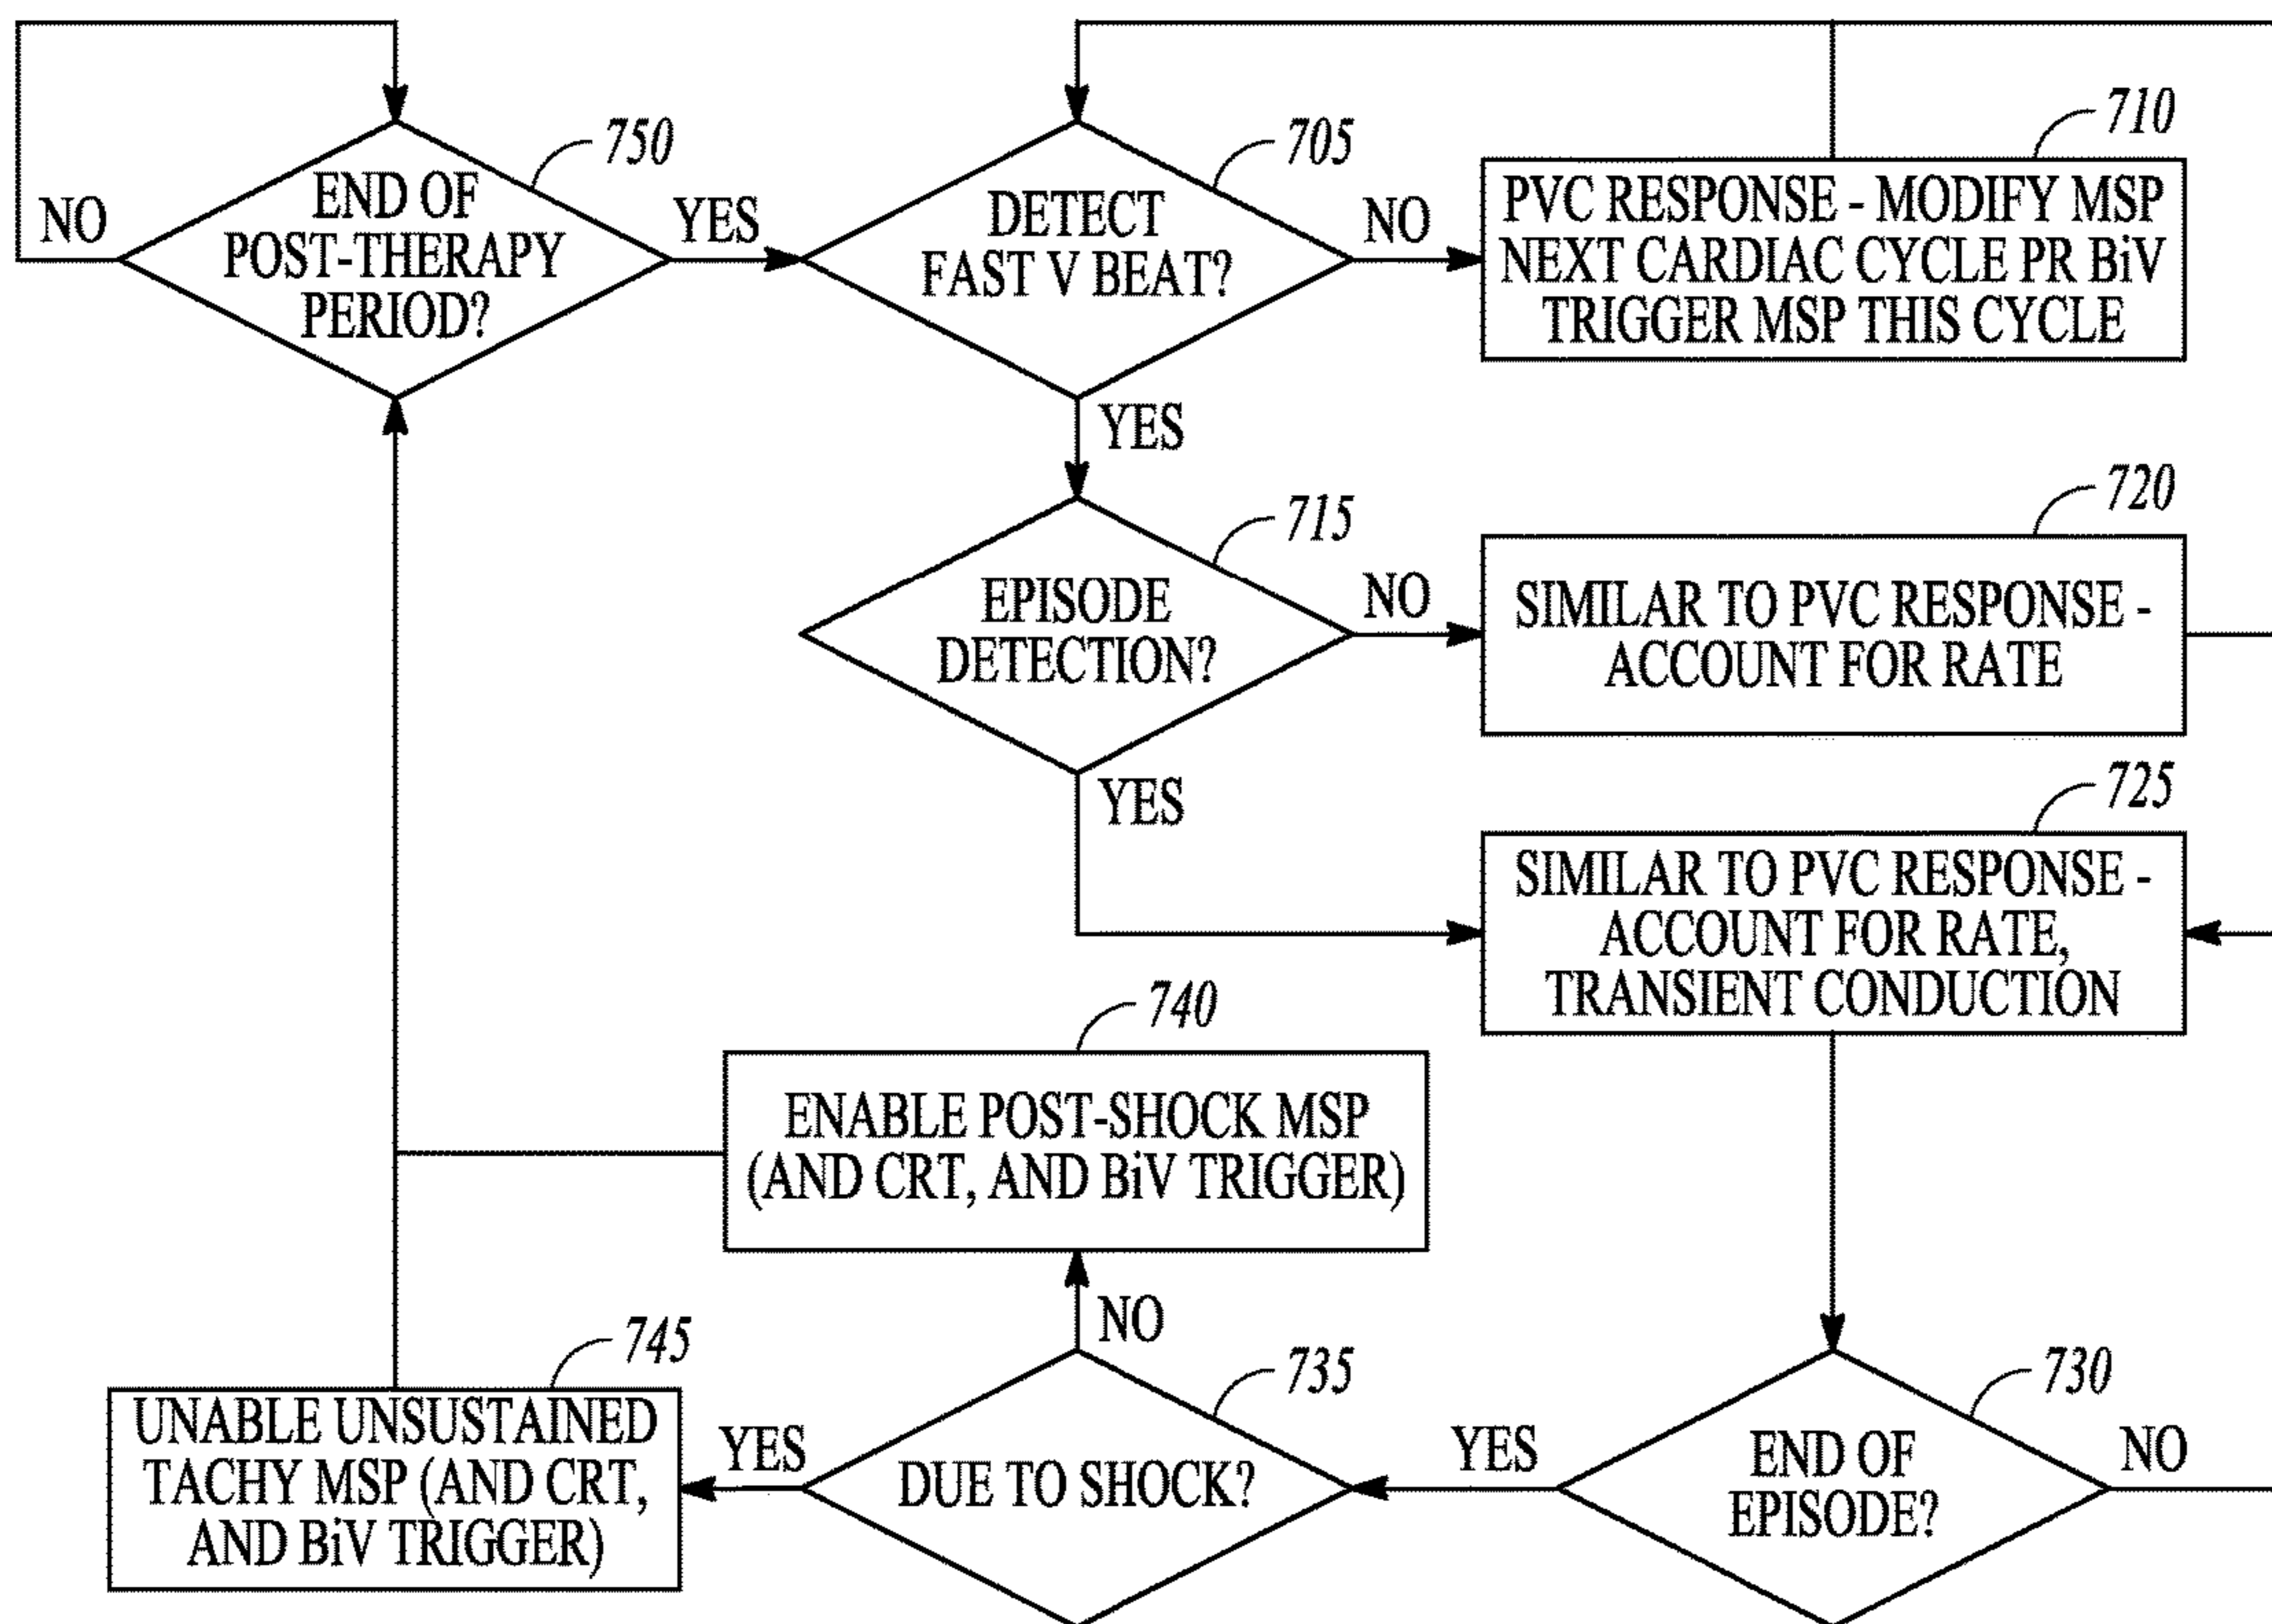 750
END OF
POST-THERAPY
PERIOD?
NO
YES
705
DETECT
FAST V BEAT?
NO
YES
710
PVC RESPONSE - MODIFY MSP
NEXT CARDIAC CYCLE PR BiV
TRIGGER MSP THIS CYCLE
715
EPISODE
DETECTION?
NO
YES
720
SIMILAR TO PVC RESPONSE -
ACCOUNT FOR RATE
725
SIMILAR TO PVC RESPONSE -
ACCOUNT FOR RATE,
TRANSIENT CONDUCTION
740
ENABLE POST-SHOCK MSP
(AND CRT, AND BiV TRIGGER)
NO
745
UNABLE UNSUSTAINED
TACHY MSP (AND CRT,
AND BiV TRIGGER)
YES
735
DUE TO SHOCK?
YES
730
END OF
EPISODE?
NO